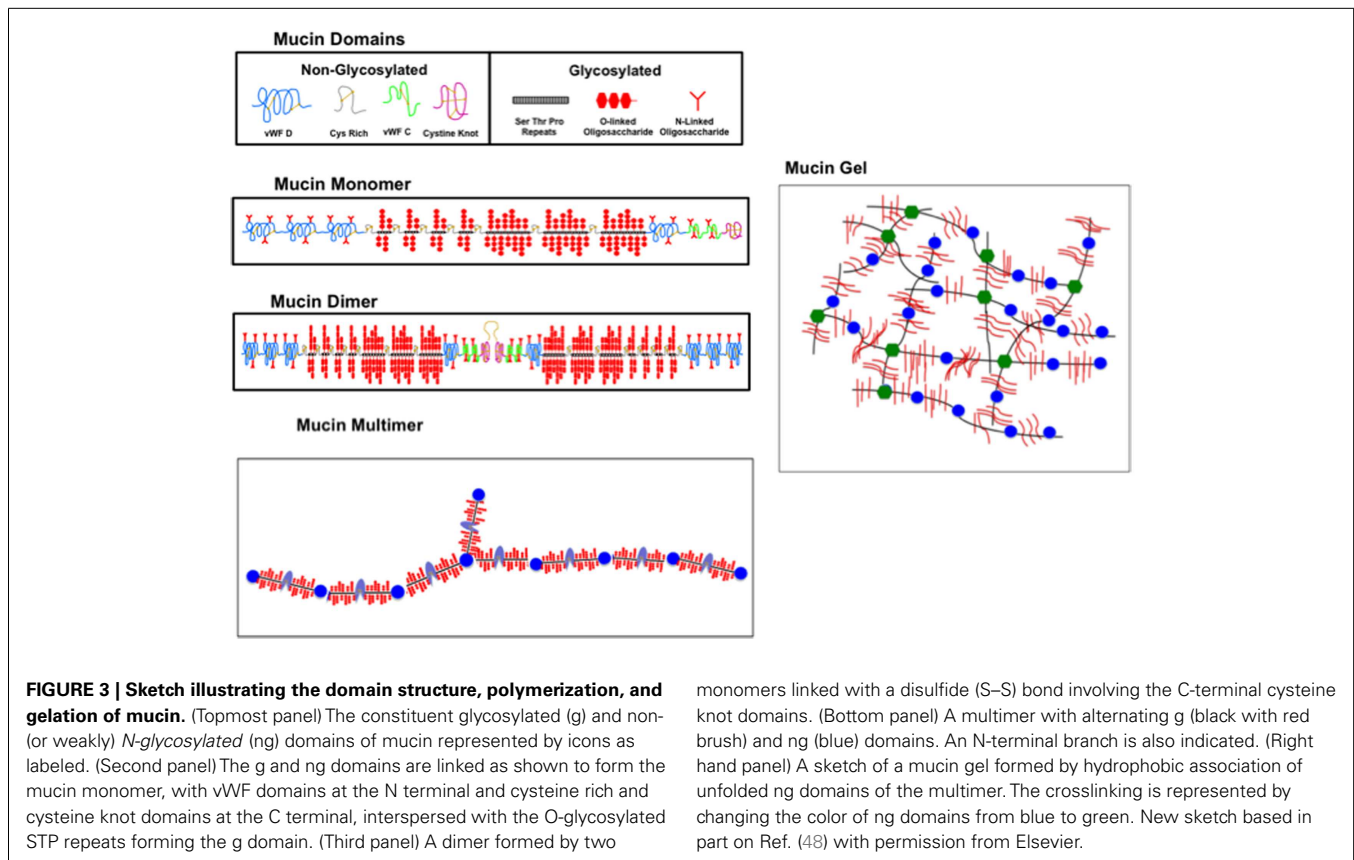 Mucin Domains
Non-Glycosylated
Glycosylated
vWF D
Cys Rich
vWF C
Cystine Knot
Ser Thr Pro
Repeats
O-linked
Oligosaccharide
N-Linked
Oligosaccharide
Mucin Monomer
Mucin Dimer
Mucin Multimer
Mucin Gel
FIGURE 3 | Sketch illustrating the domain structure, polymerization, and
gelation of mucin. (Topmost panel) The constituent glycosylated (g) and non-
(or weakly) N-glycosylated (ng) domains of mucin represented by icons as
labeled. (Second panel) The g and ng domains are linked as shown to form the
mucin monomer, with vWF domains at the N terminal and cysteine rich and
cysteine knot domains at the C terminal, interspersed with the O-glycosylated
STP repeats forming the g domain. (Third panel) A dimer formed by two
monomers linked with a disulfide (S–S) bond involving the C-terminal cysteine
knot domains. (Bottom panel) A multimer with alternating g (black with red
brush) and ng (blue) domains. An N-terminal branch is also indicated. (Right
hand panel) A sketch of a mucin gel formed by hydrophobic association of
unfolded ng domains of the multimer. The crosslinking is represented by
changing the color of ng domains from blue to green. New sketch based in
part on Ref. (48) with permission from Elsevier.